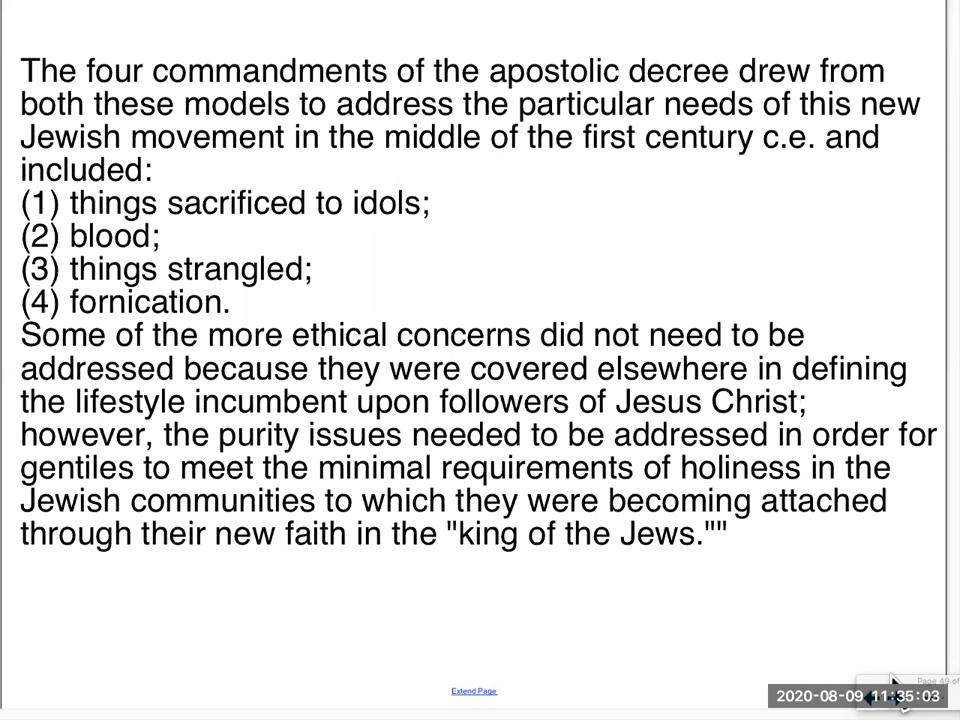 The four commandments of the apostolic decree drew from
both these models to address the particular needs of this new
Jewish movement in the middle of the first century c.e. and
included:
(1) things sacrificed to idols;
(2) blood;
(3) things strangled;
(4) fornication.
Some of the more ethical concerns did not need to be
addressed because they were covered elsewhere in defining
the lifestyle incumbent upon followers of Jesus Christ;
however, the purity issues needed to be addressed in order for
gentiles to meet the minimal requirements of holiness in the
Jewish communities to which they were becoming attached
through their new faith in the "king of the Jews.""
Page 49 of
Extend Page
2020-08-09 11:35:03